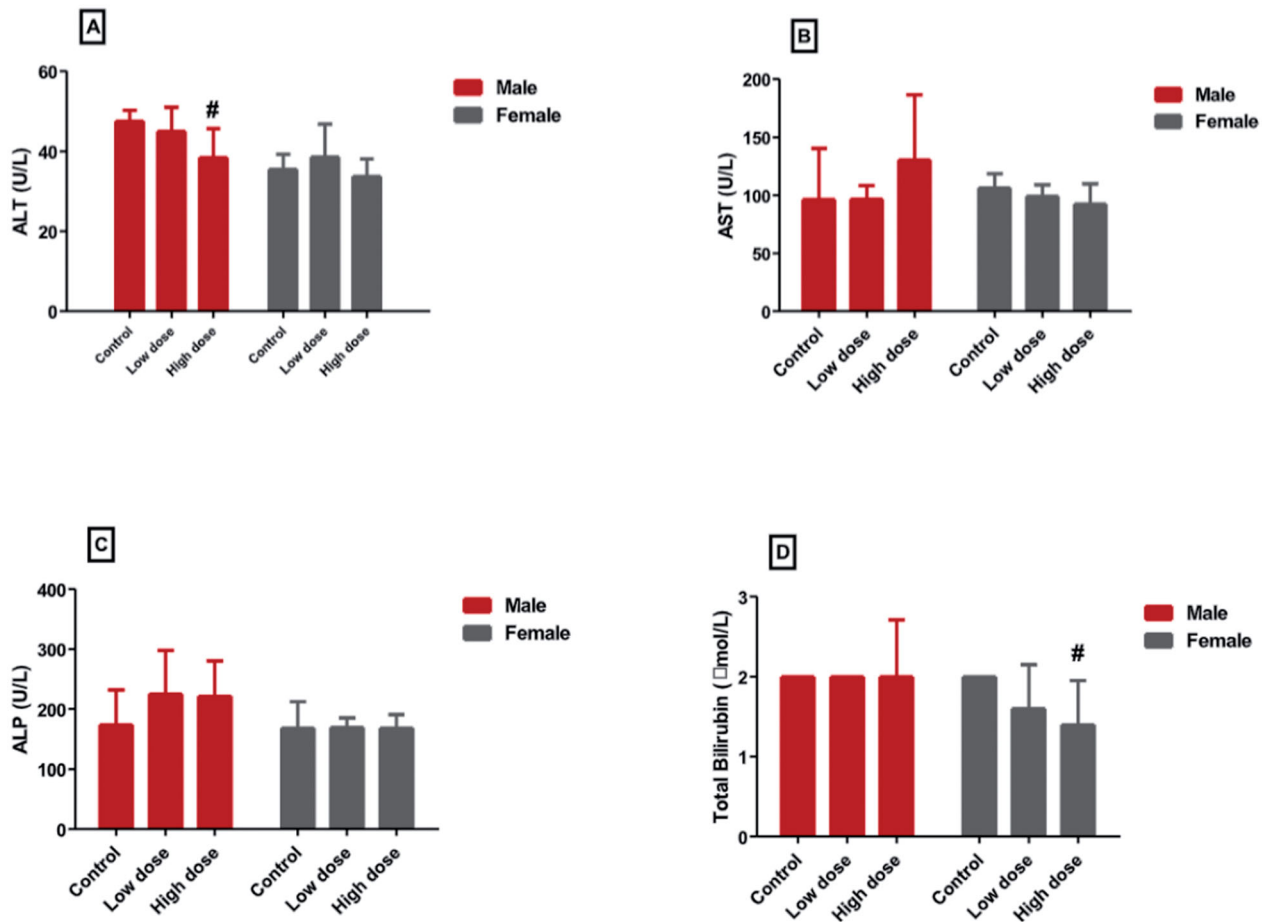 A
ALT (U/L)
60
40
20
0
#
Control
Low dose
High dose
Control
Low dose
High dose
Male
Female
B
AST (U/L)
200
150
100
50
0
Control
Low dose
High dose
Control
Low dose
High dose
Male
Female
C
ALP (U/L)
400
300
200
100
0
Control
Low dose
High dose
Control
Low dose
High dose
Male
Female
D
Total Bilirubin (□mol/L)
3
2
1
0
#
Control
Low dose
High dose
Control
Low dose
High dose
Male
Female